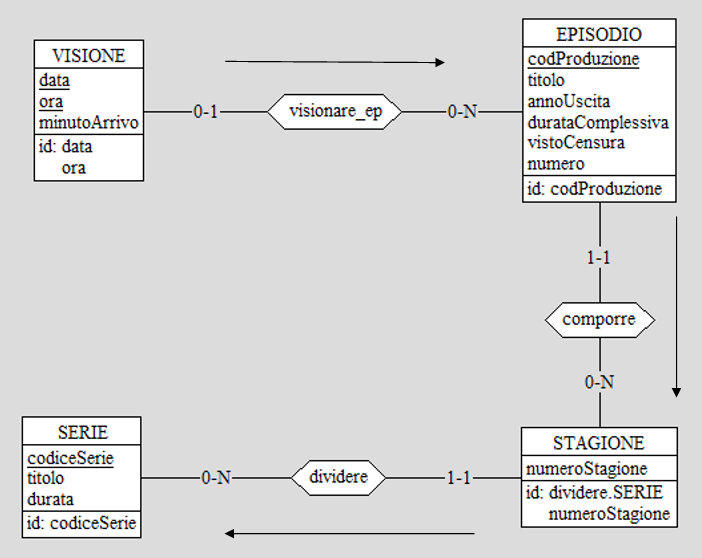 VISIONE
data
ora
minutoArrivo
id: data
ora
0-1
visionare_ep
0-N
EPISODIO
codProduzione
titolo
annoUscita
durataComplessiva
vistoCensura
numero
id: codProduzione
1-1
comporre
0-N
SERIE
codiceSerie
titolo
durata
id: codiceSerie
0-N
dividere
1-1
STAGIONE
numeroStagione
id: dividere.SERIE
numeroStagione